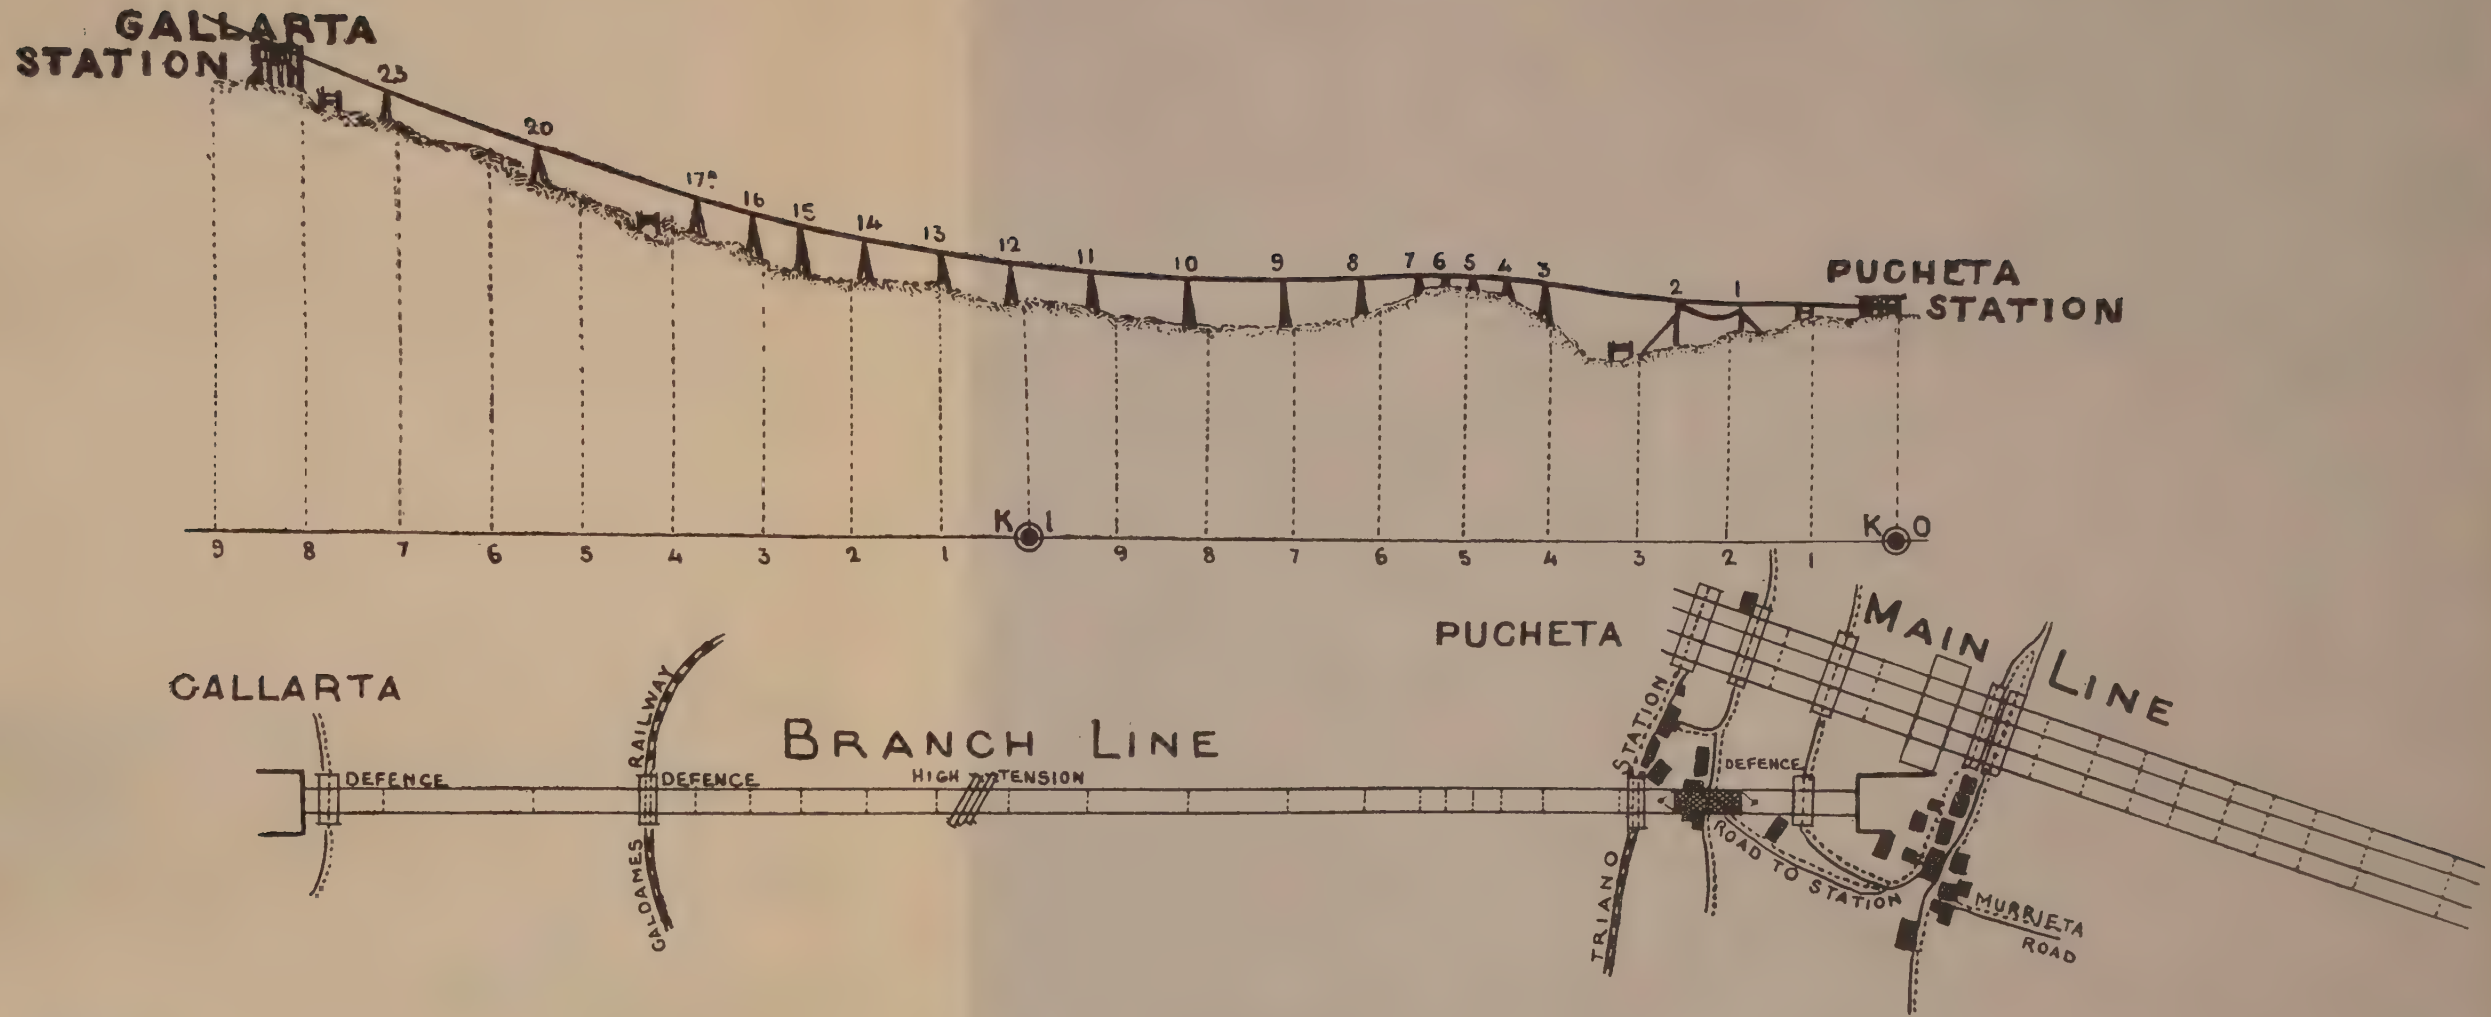 GALLARTA
STATION
23
20
17ª
16
15
14
13
12
11
10
9
8
7
6
5
4
3
2
1
PUCHETA
STATION
K 1
K 0
9 8 7 6 5 4 3 2 1 9 8 7 6 5 4 3 2 1
PUCHETA
MAIN LINE
GALLARTA
RAILWAY
BRANCH LINE
STATION
DEFENCE
DEFENCE
HIGH TENSION
DEFENCE
GALDAMES
TRIANO
ROAD TO STATION
MURRIETA
ROAD